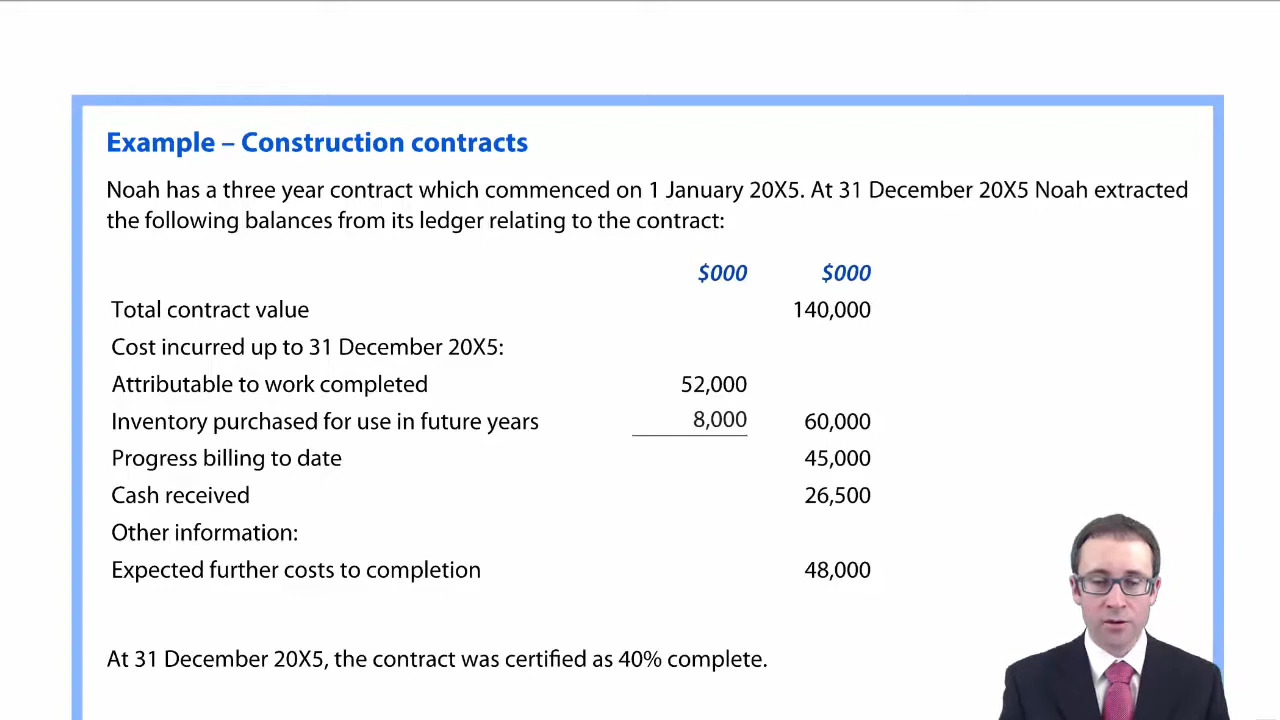 Example – Construction contracts
Noah has a three year contract which commenced on 1 January 20X5. At 31 December 20X5 Noah extracted
the following balances from its ledger relating to the contract:
$000 $000
Total contract value 140,000
Cost incurred up to 31 December 20X5:
Attributable to work completed 52,000
Inventory purchased for use in future years 8,000 60,000
Progress billing to date 45,000
Cash received 26,500
Other information:
Expected further costs to completion 48,000
At 31 December 20X5, the contract was certified as 40% complete.